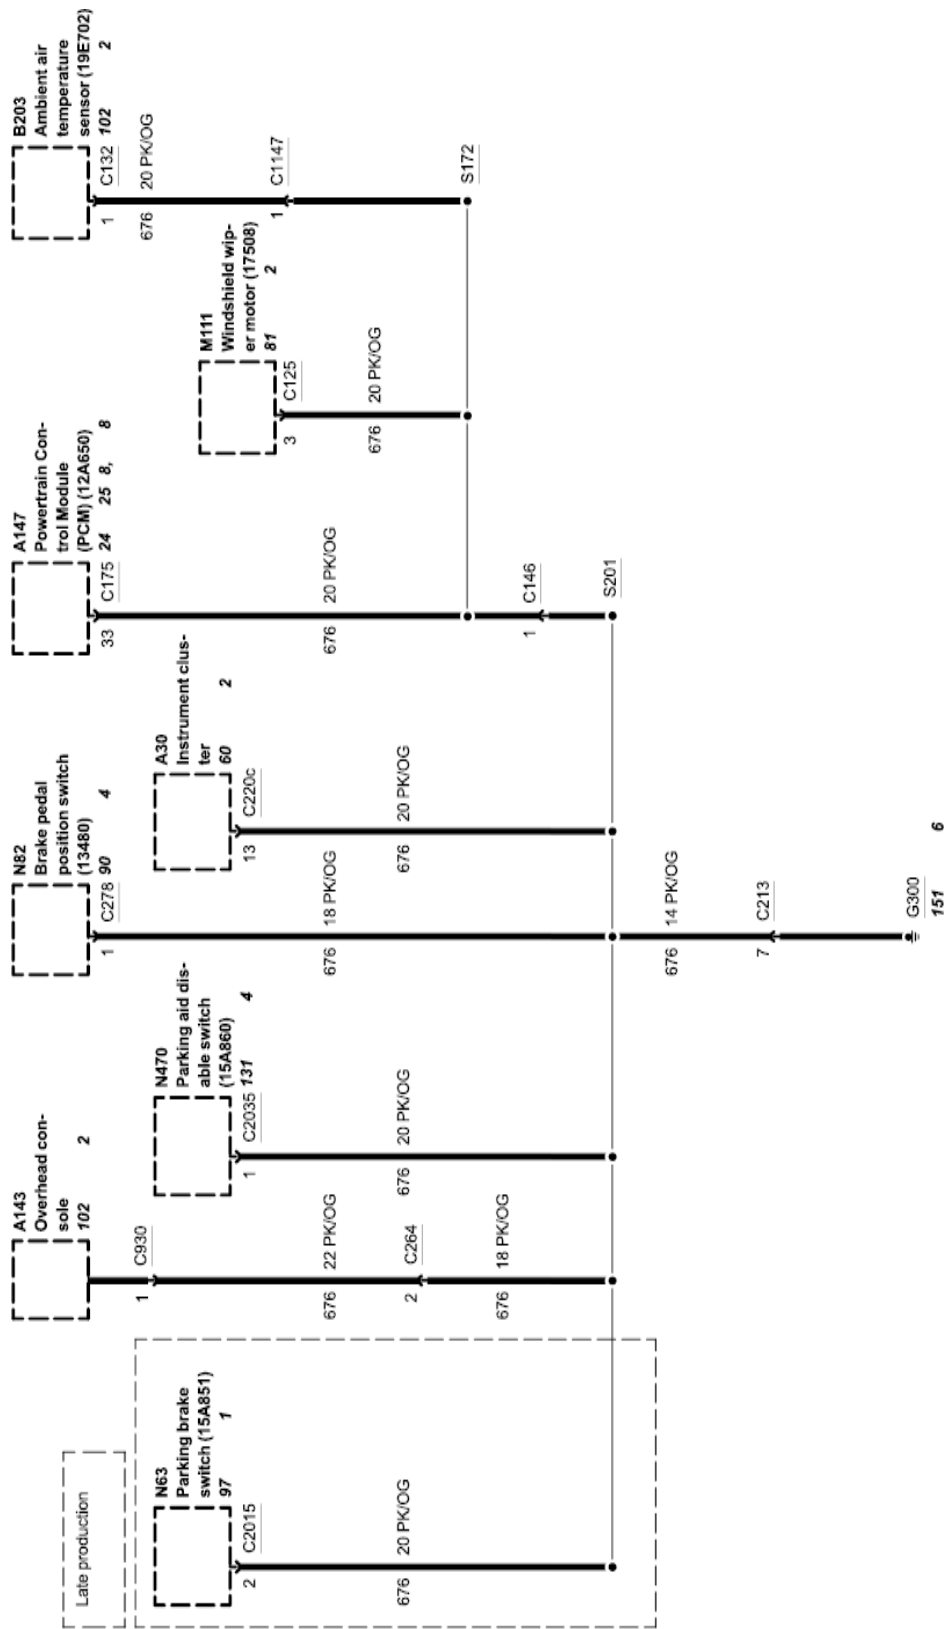 Late production
N63
Parking brake
switch (15A851)
97 1
2 C2015
676 20 PK/OG
A143
Overhead con-
sole
102 2
1 C930
676 22 PK/OG
2 C264
676 18 PK/OG
N470
Parking aid dis-
able switch
(15A860)
131 4
1 C2035
676 20 PK/OG
N82
Brake pedal
position switch
(13480)
90 4
1 C278
676 18 PK/OG
676 14 PK/OG
7 C213
G300
151 6
A30
Instrument clus-
ter
60 2
13 C220c
676 20 PK/OG
A147
Powertrain Con-
trol Module
(PCM) (12A650)
24 25 8, 8
33 C175
676 20 PK/OG
1 C146
S201
M111
Windshield wip-
er motor (17508)
81 2
3 C125
676 20 PK/OG
B203
Ambient air
temperature
sensor (19E702)
102 2
1 C132
676 20 PK/OG
1 C1147
S172